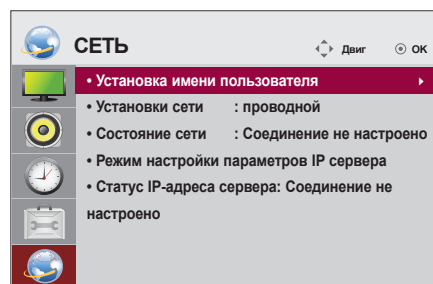 СЕТЬ
Двиг
ОК
• Установка имени пользователя
• Установки сети : проводной
• Состояние сети : Соединение не настроено
• Режим настройки параметров IP сервера
• Статус IP-адреса сервера: Соединение не
настроено